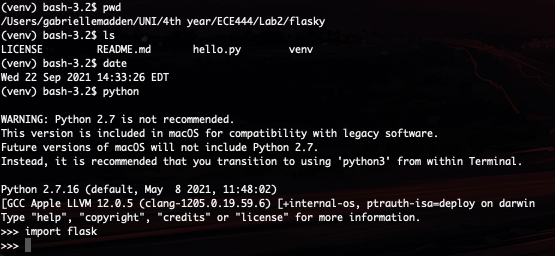 (venv) bash-3.2$ pwd
/Users/gabriellemadden/UNI/4th year/ECE444/Lab2/flasky
(venv) bash-3.2$ ls
LICENSE README.md hello.py venv
(venv) bash-3.2$ date
Wed 22 Sep 2021 14:33:26 EDT
(venv) bash-3.2$ python
WARNING: Python 2.7 is not recommended.
This version is included in macOS for compatibility with legacy software.
Future versions of macOS will not include Python 2.7.
Instead, it is recommended that you transition to using 'python3' from within Terminal.
Python 2.7.16 (default, May  8 2021, 11:48:02)
[GCC Apple LLVM 12.0.5 (clang-1205.0.19.59.6) [+internal-os, ptrauth-isa=deploy on darwin
Type "help", "copyright", "credits" or "license" for more information.
>>> import flask
>>>